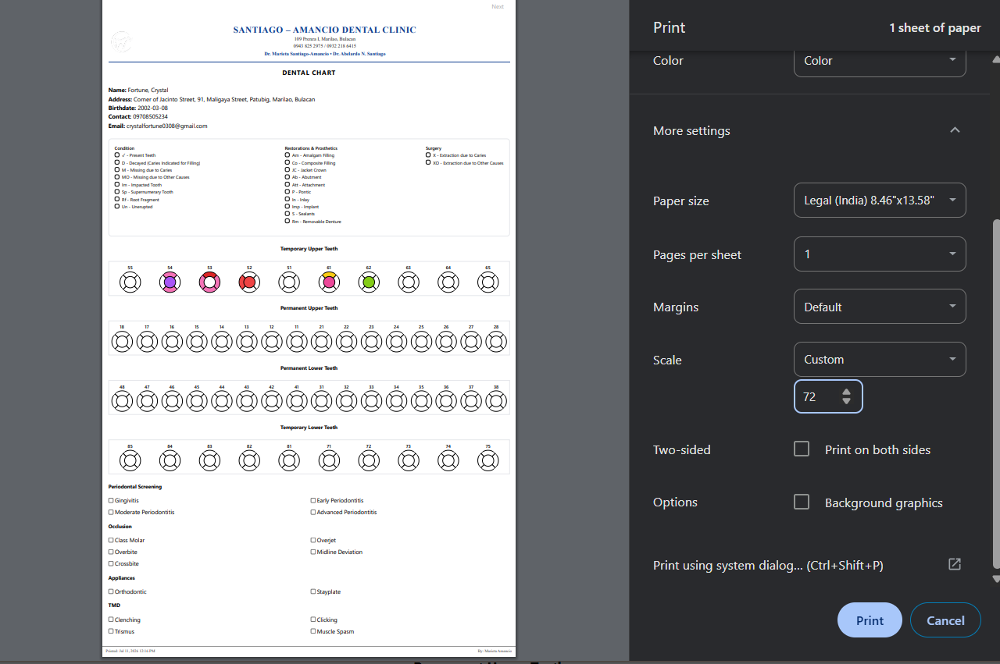 Next
SANTIAGO – AMANCIO DENTAL CLINIC
109 Prenza I, Marilao, Bulacan
0943 825 2975 / 0932 218 6415
Dr. Marieta Santiago-Amancio • Dr. Abelardo N. Santiago
DENTAL CHART
Name: Fortune, Crystal
Address: Corner of Jacinto Street, 91, Maligaya Street, Patubig, Marilao, Bulacan
Birthdate: 2002-03-08
Contact: 09708505234
Email: crystalfortune0308@gmail.com
Condition
✓ - Present Teeth
D - Decayed (Caries Indicated for Filling)
M - Missing due to Caries
MO - Missing due to Other Causes
Im - Impacted Tooth
Sp - Supernumerary Tooth
Rf - Root Fragment
Un - Unerupted
Restorations & Prosthetics
Am - Amalgam Filling
Co - Composite Filling
JC - Jacket Crown
Ab - Abutment
Att - Attachment
P - Pontic
In - Inlay
Imp - Implant
S - Sealants
Rm - Removable Denture
Surgery
X - Extraction due to Caries
XO - Extraction due to Other Causes
Temporary Upper Teeth
55 54 53 52 51 61 62 63 64 65
Permanent Upper Teeth
18 17 16 15 14 13 12 11 21 22 23 24 25 26 27 28
Permanent Lower Teeth
48 47 46 45 44 43 42 41 31 32 33 34 35 36 37 38
Temporary Lower Teeth
85 84 83 82 81 71 72 73 74 75
Periodontal Screening
Gingivitis Early Periodontitis
Moderate Periodontitis Advanced Periodontitis
Occlusion
Class Molar Overjet
Overbite Midline Deviation
Crossbite
Appliances
Orthodontic Stayplate
TMD
Clenching Clicking
Trismus Muscle Spasm
Printed: Jul 11, 2026 12:16 PM By: Marieta Amancio
Print 1 sheet of paper
Color Color
More settings
Paper size Legal (India) 8.46"x13.58"
Pages per sheet 1
Margins Default
Scale Custom
72
Two-sided Print on both sides
Options Background graphics
Print using system dialog... (Ctrl+Shift+P)
Print Cancel